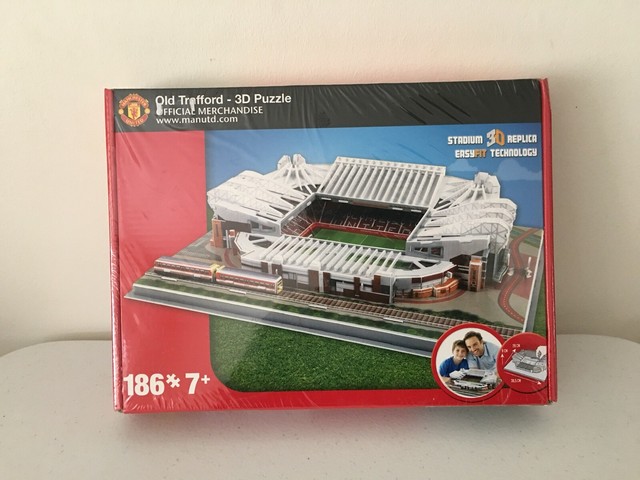 Old Trafford - 3D Puzzle
OFFICIAL MERCHANDISE
www.manutd.com
STADIUM 3D REPLICA
EASYFIT TECHNOLOGY
186 7+